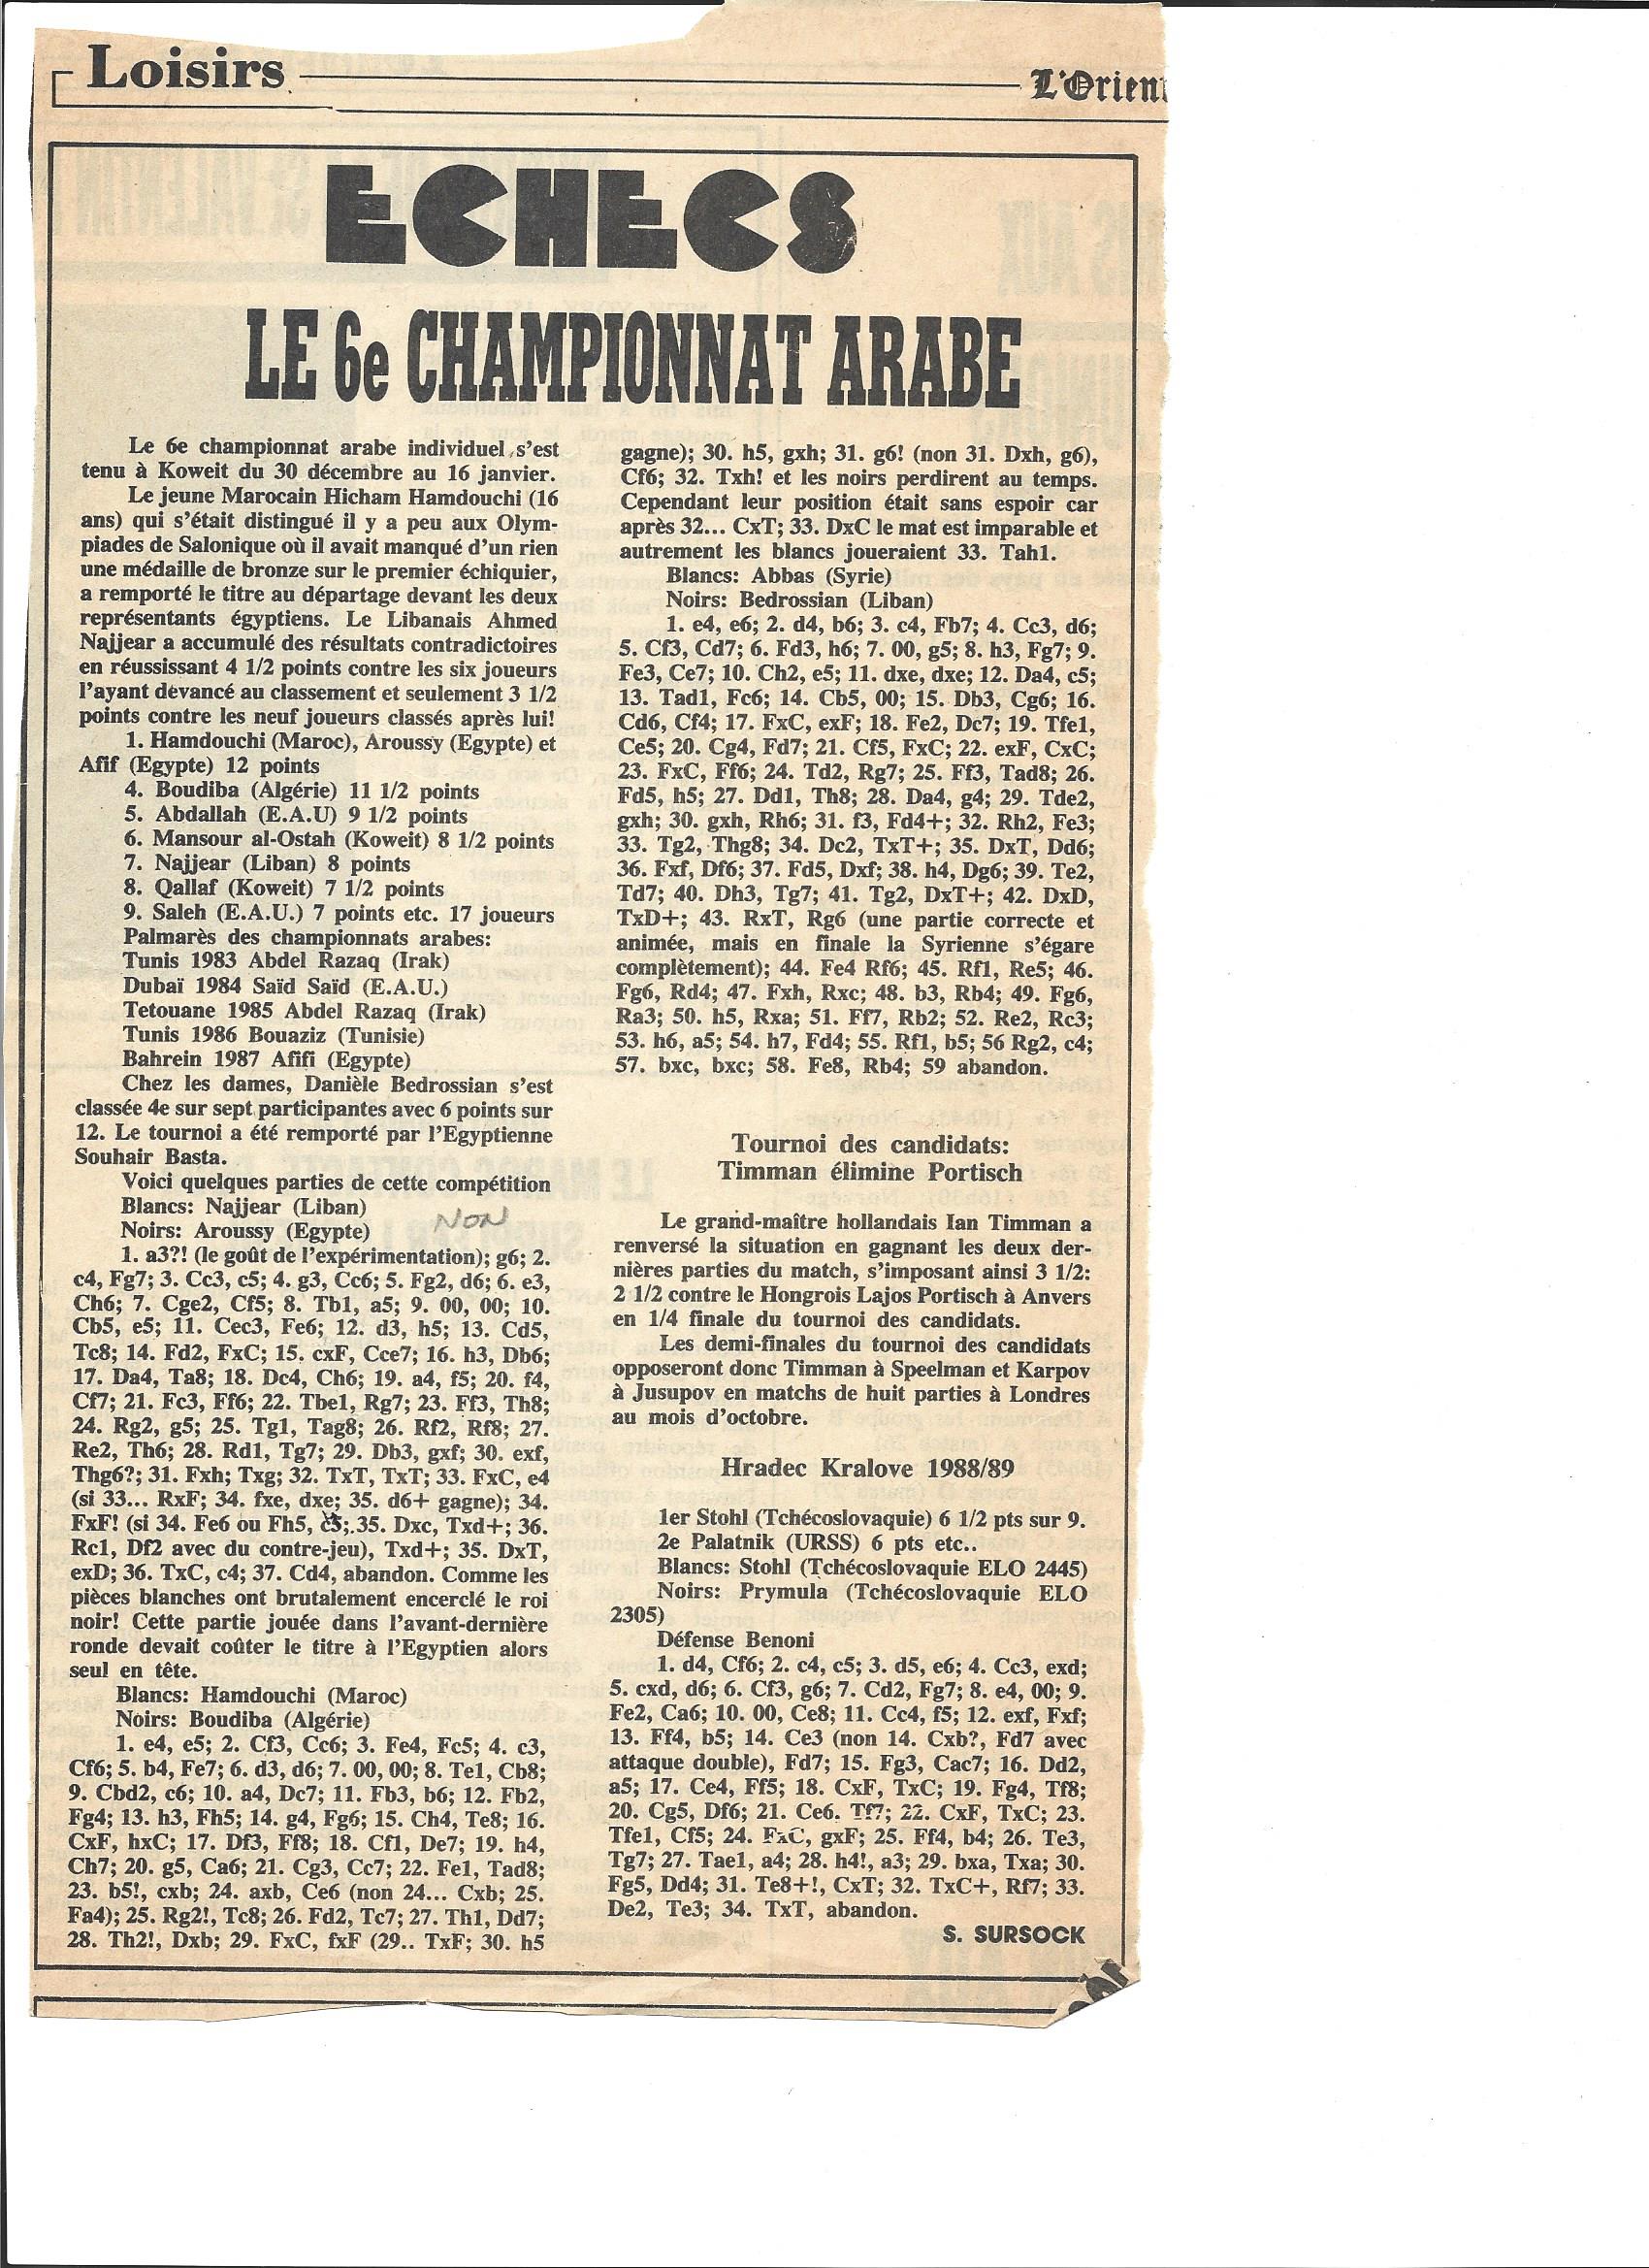 Loisirs
L'Orient
ECHECS
LE 6e CHAMPIONNAT ARABE
Le 6e championnat arabe individuel s'est
tenu à Koweit du 30 décembre au 16 janvier.
Le jeune Marocain Hicham Hamdouchi (16
ans) qui s'était distingué il y a peu aux Olym-
piades de Salonique où il avait manqué d'un rien
une médaille de bronze sur le premier échiquier,
a remporté le titre au départage devant les deux
représentants égyptiens. Le Libanais Ahmed
Najjear a accumulé des résultats contradictoires
en réussissant 4 1/2 points contre les six joueurs
l'ayant devancé au classement et seulement 3 1/2
points contre les neuf joueurs classés après lui!
1. Hamdouchi (Maroc), Aroussy (Egypte) et
Afif (Egypte) 12 points
4. Boudiba (Algérie) 11 1/2 points
5. Abdallah (E.A.U) 9 1/2 points
6. Mansour al-Ostah (Koweit) 8 1/2 points
7. Najjear (Liban) 8 points
8. Qallaf (Koweit) 7 1/2 points
9. Saleh (E.A.U.) 7 points etc. 17 joueurs
Palmarès des championnats arabes:
Tunis 1983 Abdel Razaq (Irak)
Dubaï 1984 Saïd Saïd (E.A.U.)
Tetouane 1985 Abdel Razaq (Irak)
Tunis 1986 Bouaziz (Tunisie)
Bahrein 1987 Afifi (Egypte)
Chez les dames, Danièle Bedrossian s'est
classée 4e sur sept participantes avec 6 points sur
12. Le tournoi a été remporté par l'Egyptienne
Souhair Basta.
Voici quelques parties de cette compétition
Blancs: Najjear (Liban)
Noirs: Aroussy (Egypte) NON
1. a3?! (le goût de l'expérimentation); g6; 2.
c4, Fg7; 3. Cc3, c5; 4. g3, Cc6; 5. Fg2, d6; 6. e3,
Ch6; 7. Cge2, Cf5; 8. Tb1, a5; 9. 00, 00; 10.
Cb5, e5; 11. Cec3, Fe6; 12. d3, h5; 13. Cd5,
Tc8; 14. Fd2, FxC; 15. cxF, Cce7; 16. h3, Db6;
17. Da4, Ta8; 18. Dc4, Ch6; 19. a4, f5; 20. f4,
Cf7; 21. Fc3, Ff6; 22. Tbe1, Rg7; 23. Ff3, Th8;
24. Rg2, g5; 25. Tg1, Tag8; 26. Rf2, Rf8; 27.
Re2, Th6; 28. Rd1, Tg7; 29. Db3, gxf; 30. exf,
Thg6?; 31. Fxh; Txg; 32. TxT, TxT; 33. FxC, e4
(si 33... RxF; 34. fxe, dxe; 35. d6+ gagne); 34.
FxF! (si 34. Fe6 ou Fh5, c5; 35. Dxc, Txd+; 36.
Rc1, Df2 avec du contre-jeu), Txd+; 35. DxT,
exD; 36. TxC, c4; 37. Cd4, abandon. Comme les
pièces blanches ont brutalement encerclé le roi
noir! Cette partie jouée dans l'avant-dernière
ronde devait coûter le titre à l'Egyptien alors
seul en tête.
Blancs: Hamdouchi (Maroc)
Noirs: Boudiba (Algérie)
1. e4, e5; 2. Cf3, Cc6; 3. Fe4, Fc5; 4. c3,
Cf6; 5. b4, Fe7; 6. d3, d6; 7. 00, 00; 8. Te1, Cb8;
9. Cbd2, c6; 10. a4, Dc7; 11. Fb3, b6; 12. Fb2,
Fg4; 13. h3, Fh5; 14. g4, Fg6; 15. Ch4, Te8; 16.
CxF, hxC; 17. Df3, Ff8; 18. Cf1, De7; 19. h4,
Ch7; 20. g5, Ca6; 21. Cg3, Cc7; 22. Fe1, Tad8;
23. b5!, cxb; 24. axb, Ce6 (non 24... Cxb; 25.
Fa4); 25. Rg2!, Tc8; 26. Fd2, Tc7; 27. Th1, Dd7;
28. Th2!, Dxb; 29. FxC, fxF (29.. TxF; 30. h5
gagne); 30. h5, gxh; 31. g6! (non 31. Dxh, g6),
Cf6; 32. Txh! et les noirs perdirent au temps.
Cependant leur position était sans espoir car
après 32... CxT; 33. DxC le mat est imparable et
autrement les blancs joueraient 33. Tah1.
Blancs: Abbas (Syrie)
Noirs: Bedrossian (Liban)
1. e4, e6; 2. d4, b6; 3. c4, Fb7; 4. Cc3, d6;
5. Cf3, Cd7; 6. Fd3, h6; 7. 00, g5; 8. h3, Fg7; 9.
Fe3, Ce7; 10. Ch2, e5; 11. dxe, dxe; 12. Da4, c5;
13. Tad1, Fc6; 14. Cb5, 00; 15. Db3, Cg6; 16.
Cd6, Cf4; 17. FxC, exF; 18. Fe2, Dc7; 19. Tfe1,
Ce5; 20. Cg4, Fd7; 21. Cf5, FxC; 22. exF, CxC;
23. FxC, Ff6; 24. Td2, Rg7; 25. Ff3, Tad8; 26.
Fd5, h5; 27. Dd1, Th8; 28. Da4, g4; 29. Tde2,
gxh; 30. gxh, Rh6; 31. f3, Fd4+; 32. Rh2, Fe3;
33. Tg2, Thg8; 34. Dc2, TxT+; 35. DxT, Dd6;
36. Fxf, Df6; 37. Fd5, Dxf; 38. h4, Dg6; 39. Te2,
Td7; 40. Dh3, Tg7; 41. Tg2, DxT+; 42. DxD,
TxD+; 43. RxT, Rg6 (une partie correcte et
animée, mais en finale la Syrienne s'égare
complètement); 44. Fe4 Rf6; 45. Rf1, Re5; 46.
Fg6, Rd4; 47. Fxh, Rxc; 48. b3, Rb4; 49. Fg6,
Ra3; 50. h5, Rxa; 51. Ff7, Rb2; 52. Re2, Rc3;
53. h6, a5; 54. h7, Fd4; 55. Rf1, b5; 56 Rg2, c4;
57. bxc, bxc; 58. Fe8, Rb4; 59 abandon.
Tournoi des candidats:
Timman élimine Portisch
Le grand-maître hollandais Ian Timman a
renversé la situation en gagnant les deux der-
nières parties du match, s'imposant ainsi 3 1/2:
2 1/2 contre le Hongrois Lajos Portisch à Anvers
en 1/4 finale du tournoi des candidats.
Les demi-finales du tournoi des candidats
opposeront donc Timman à Speelman et Karpov
à Jusupov en matchs de huit parties à Londres
au mois d'octobre.
Hradec Kralove 1988/89
1er Stohl (Tchécoslovaquie) 6 1/2 pts sur 9.
2e Palatnik (URSS) 6 pts etc..
Blancs: Stohl (Tchécoslovaquie ELO 2445)
Noirs: Prymula (Tchécoslovaquie ELO
2305)
Défense Benoni
1. d4, Cf6; 2. c4, c5; 3. d5, e6; 4. Cc3, exd;
5. cxd, d6; 6. Cf3, g6; 7. Cd2, Fg7; 8. e4, 00; 9.
Fe2, Ca6; 10. 00, Ce8; 11. Cc4, f5; 12. exf, Fxf;
13. Ff4, b5; 14. Ce3 (non 14. Cxb?, Fd7 avec
attaque double), Fd7; 15. Fg3, Cac7; 16. Dd2,
a5; 17. Ce4, Ff5; 18. CxF, TxC; 19. Fg4, Tf8;
20. Cg5, Df6; 21. Ce6. Tf7; 22. CxF, TxC; 23.
Tfe1, Cf5; 24. FxC, gxF; 25. Ff4, b4; 26. Te3,
Tg7; 27. Tae1, a4; 28. h4!, a3; 29. bxa, Txa; 30.
Fg5, Dd4; 31. Te8+!, CxT; 32. TxC+, Rf7; 33.
De2, Te3; 34. TxT, abandon.
S. SURSOCK